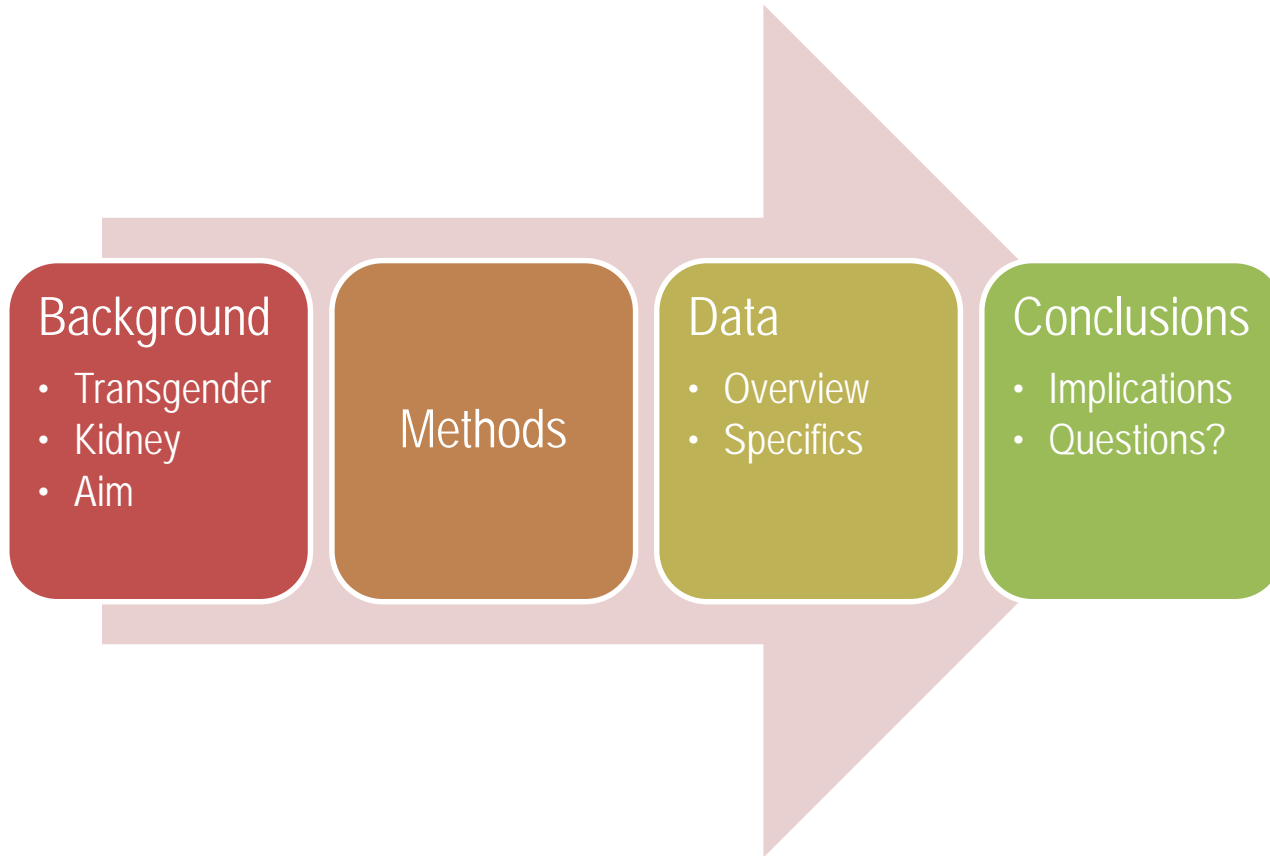 Background
• Transgender
• Kidney
• Aim
Methods
Data
• Overview
• Specifics
Conclusions
• Implications
• Questions?